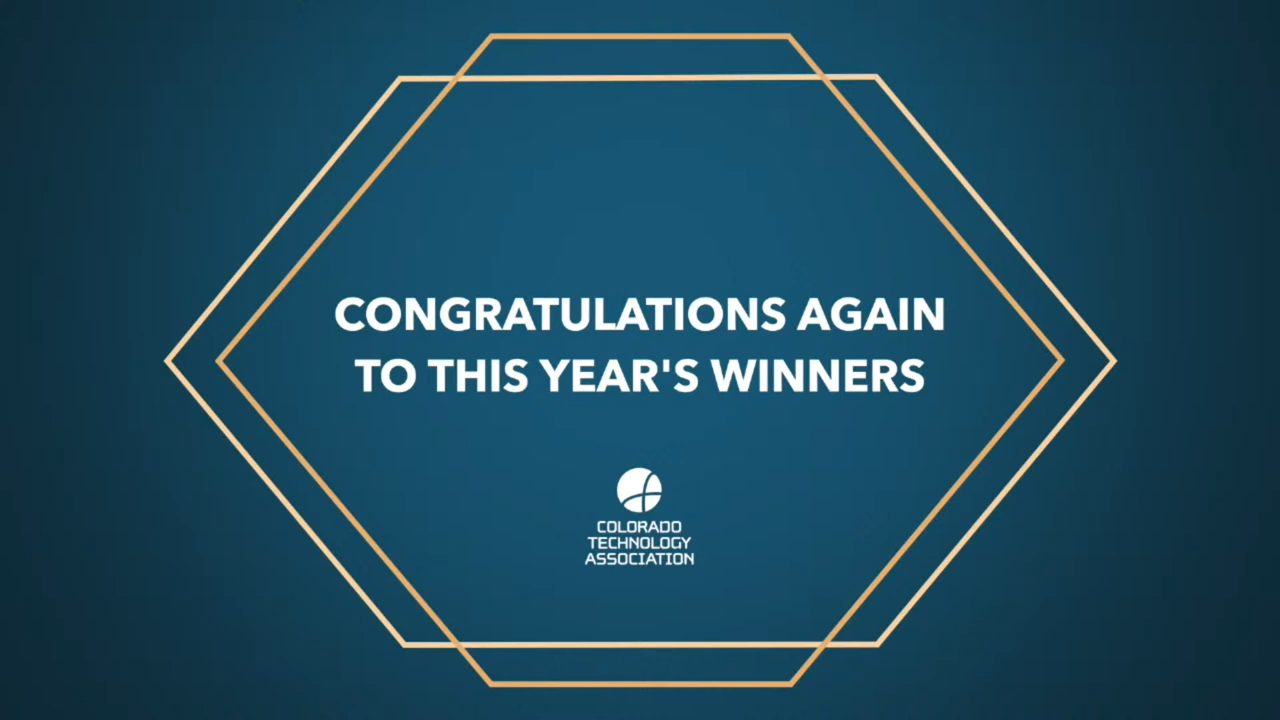 CONGRATULATIONS AGAIN
TO THIS YEAR'S WINNERS
COLORADO
TECHNOLOGY
ASSOCIATION